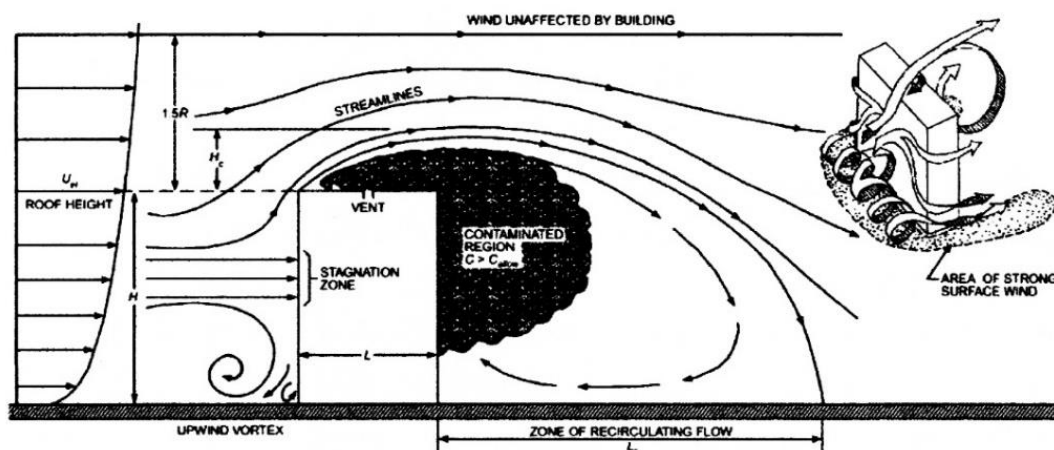 WIND UNAFFECTED BY BUILDING
1.5R
STREAMLINES
H_c
U_H
ROOF HEIGHT
VENT
CONTAMINATED
REGION
C > C_allow
STAGNATION
ZONE
H
L
AREA OF STRONG
SURFACE WIND
UPWIND VORTEX
ZONE OF RECIRCULATING FLOW